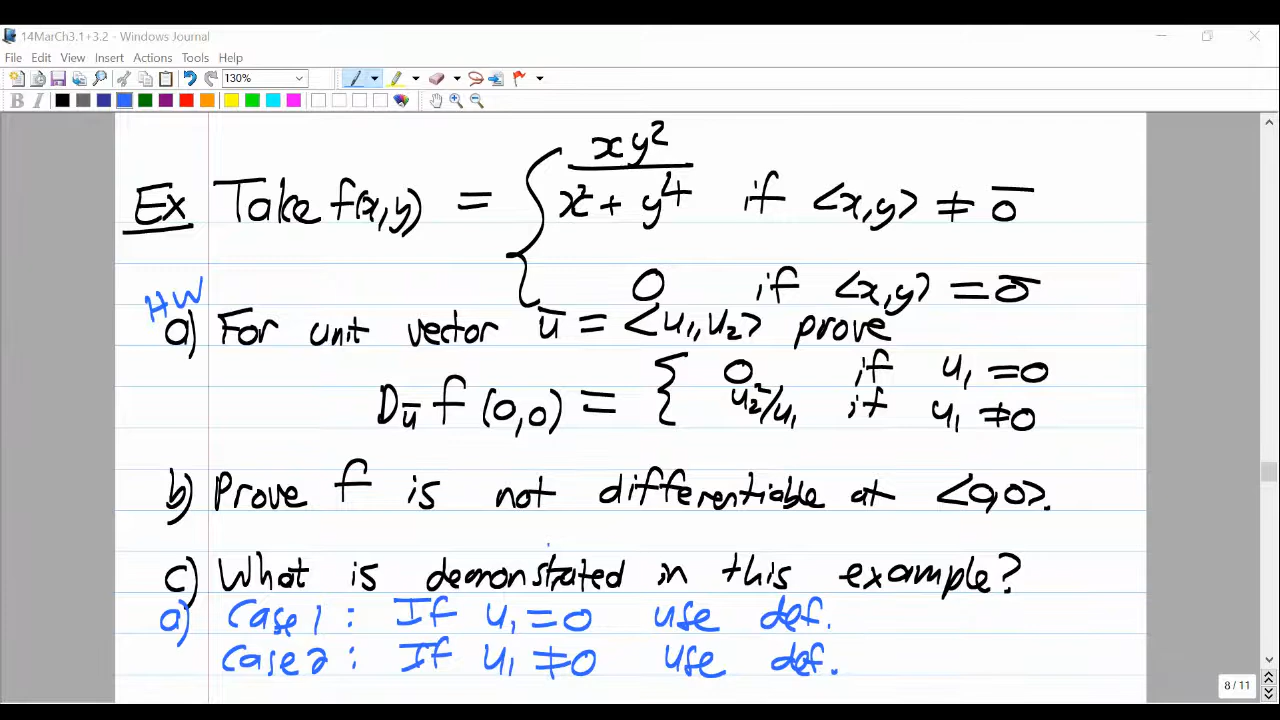 14MarCh3.1+3.2 - Windows Journal
File Edit View Insert Actions Tools Help
130%
B I
Ex Take f(x,y) = { xy² / (x² + y⁴) if <x,y> ≠ o̅
0 if <x,y> = o̅
HW
a) For unit vector u̅ = <u₁,u₂> prove
D_u̅ f(0,0) = { 0 if u₁ = 0
u₂²/u₁ if u₁ ≠ 0
b) Prove f is not differentiable at <0,0>.
c) What is demonstrated in this example?
a) Case 1 : If u₁ = 0 use def.
Case 2 : If u₁ ≠ 0 use def.
8 / 11